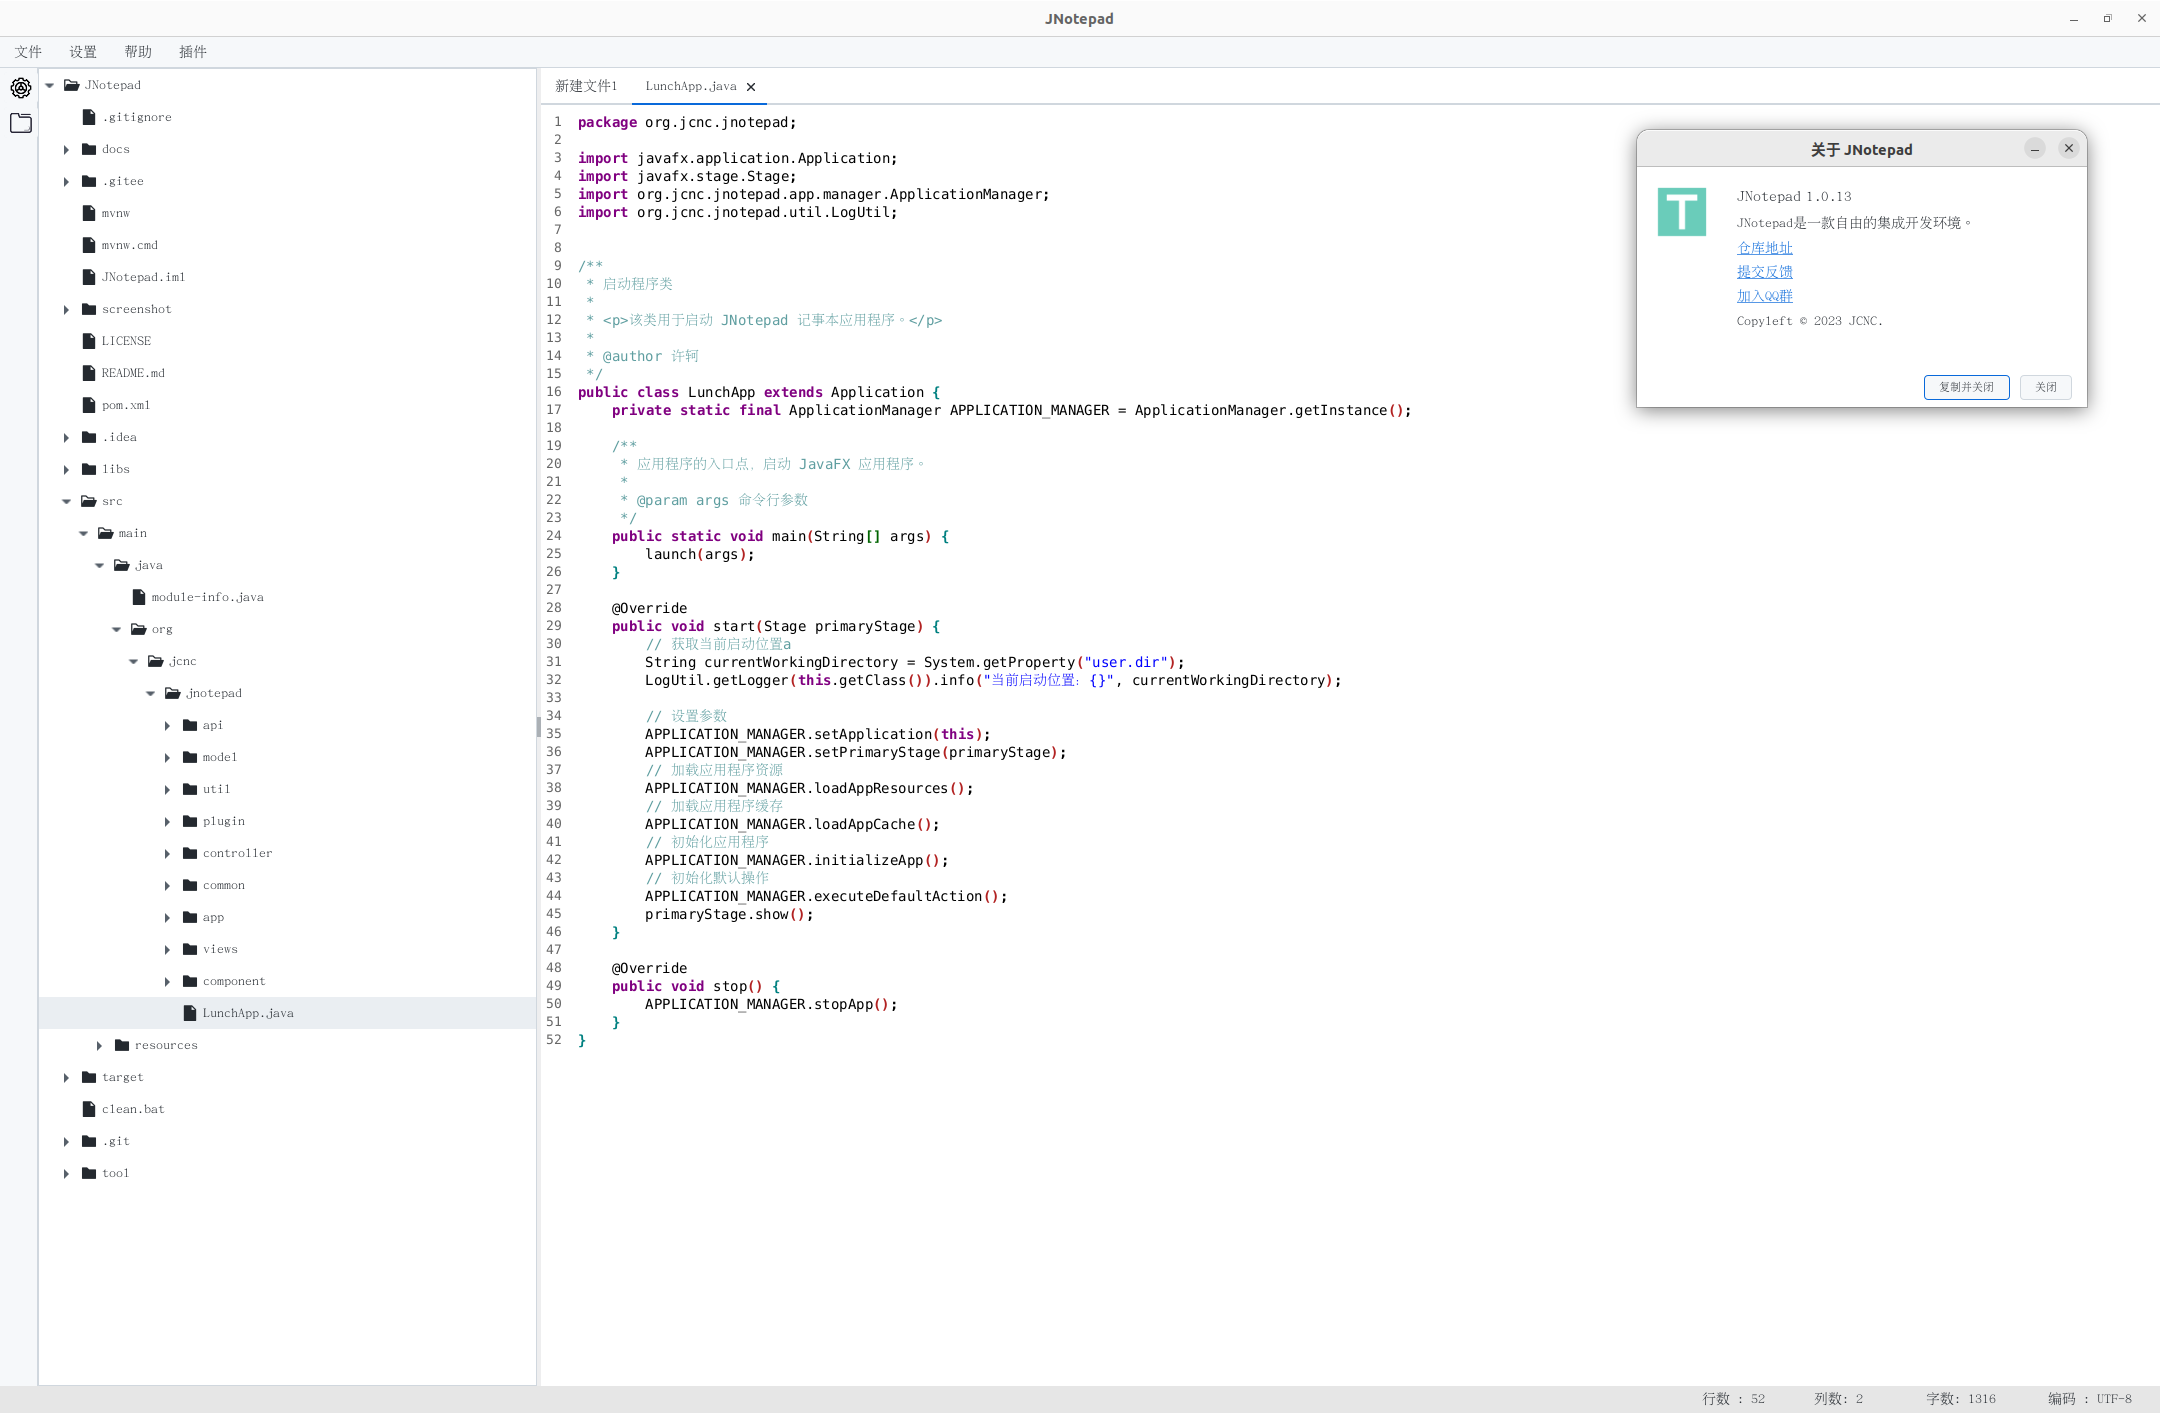 JNotepad
文件 设置 帮助 插件
JNotepad
.gitignore
docs
.gitee
mvnw
mvnw.cmd
JNotepad.iml
screenshot
LICENSE
README.md
pom.xml
.idea
libs
src
main
java
module-info.java
org
jcnc
jnotepad
api
model
util
plugin
controller
common
app
views
component
LunchApp.java
resources
target
clean.bat
.git
tool
新建文件1 LunchApp.java
1 package org.jcnc.jnotepad;
2
3 import javafx.application.Application;
4 import javafx.stage.Stage;
5 import org.jcnc.jnotepad.app.manager.ApplicationManager;
6 import org.jcnc.jnotepad.util.LogUtil;
7
8
9 /**
10  * 启动程序类
11  *
12  * <p>该类用于启动 JNotepad 记事本应用程序。</p>
13  *
14  * @author 许轲
15  */
16 public class LunchApp extends Application {
17     private static final ApplicationManager APPLICATION_MANAGER = ApplicationManager.getInstance();
18
19     /**
20      * 应用程序的入口点，启动 JavaFX 应用程序。
21      *
22      * @param args 命令行参数
23      */
24     public static void main(String[] args) {
25         launch(args);
26     }
27
28     @Override
29     public void start(Stage primaryStage) {
30         // 获取当前启动位置a
31         String currentWorkingDirectory = System.getProperty("user.dir");
32         LogUtil.getLogger(this.getClass()).info("当前启动位置：{}", currentWorkingDirectory);
33
34         // 设置参数
35         APPLICATION_MANAGER.setApplication(this);
36         APPLICATION_MANAGER.setPrimaryStage(primaryStage);
37         // 加载应用程序资源
38         APPLICATION_MANAGER.loadAppResources();
39         // 加载应用程序缓存
40         APPLICATION_MANAGER.loadAppCache();
41         // 初始化应用程序
42         APPLICATION_MANAGER.initializeApp();
43         // 初始化默认操作
44         APPLICATION_MANAGER.executeDefaultAction();
45         primaryStage.show();
46     }
47
48     @Override
49     public void stop() {
50         APPLICATION_MANAGER.stopApp();
51     }
52 }
关于 JNotepad
T
JNotepad 1.0.13
JNotepad是一款自由的集成开发环境。
仓库地址
提交反馈
加入QQ群
Copyleft © 2023 JCNC.
复制并关闭 关闭
行数 : 52 列数: 2 字数: 1316 编码 : UTF-8